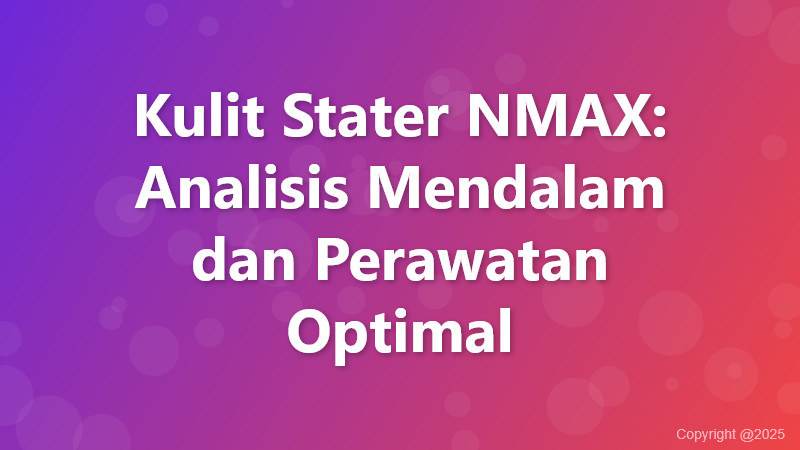 Kulit Stater NMAX:
Analisis Mendalam
dan Perawatan
Optimal
Copyright @2025